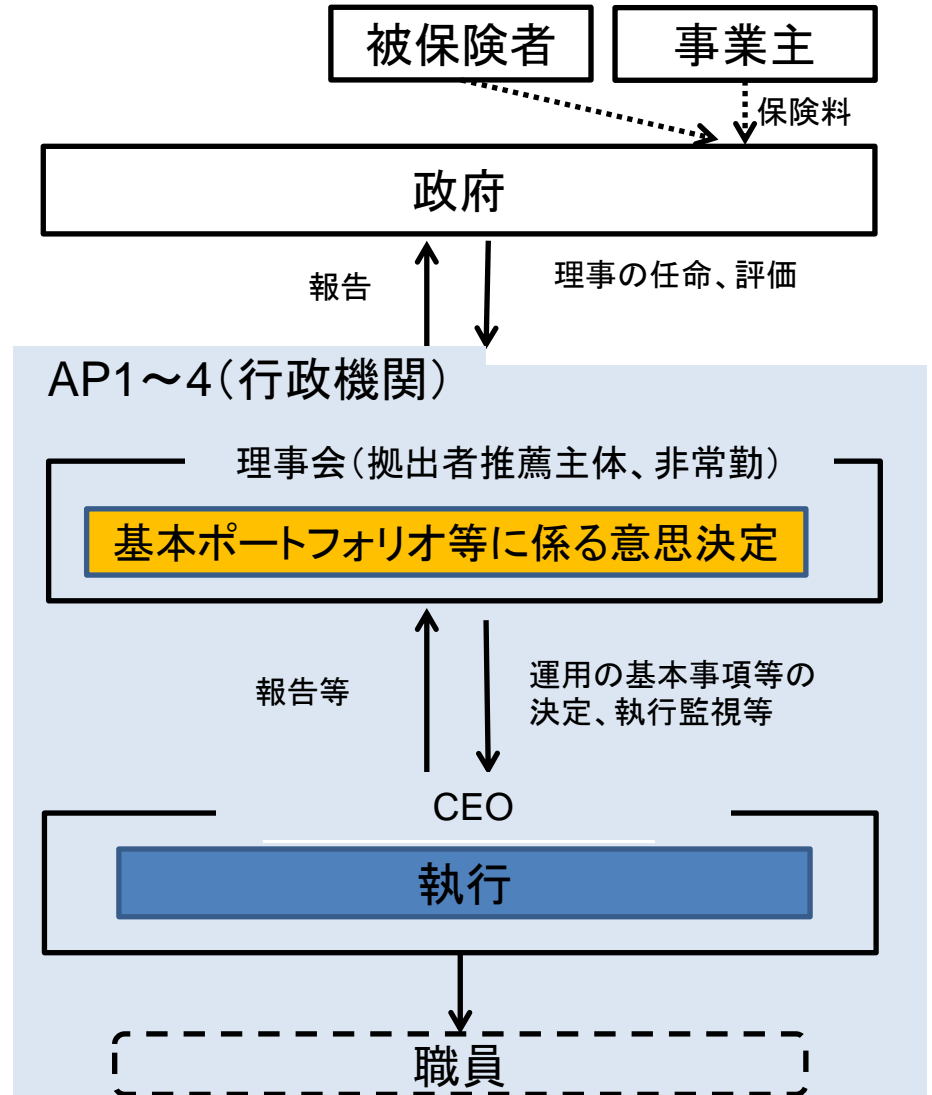 被保険者
事業主
保険料
政府
報告
理事の任命、評価
AP1～4(行政機関)
理事会(拠出者推薦主体、非常勤)
基本ポートフォリオ等に係る意思決定
報告等
運用の基本事項等の
決定、執行監視等
CEO
執行
職員